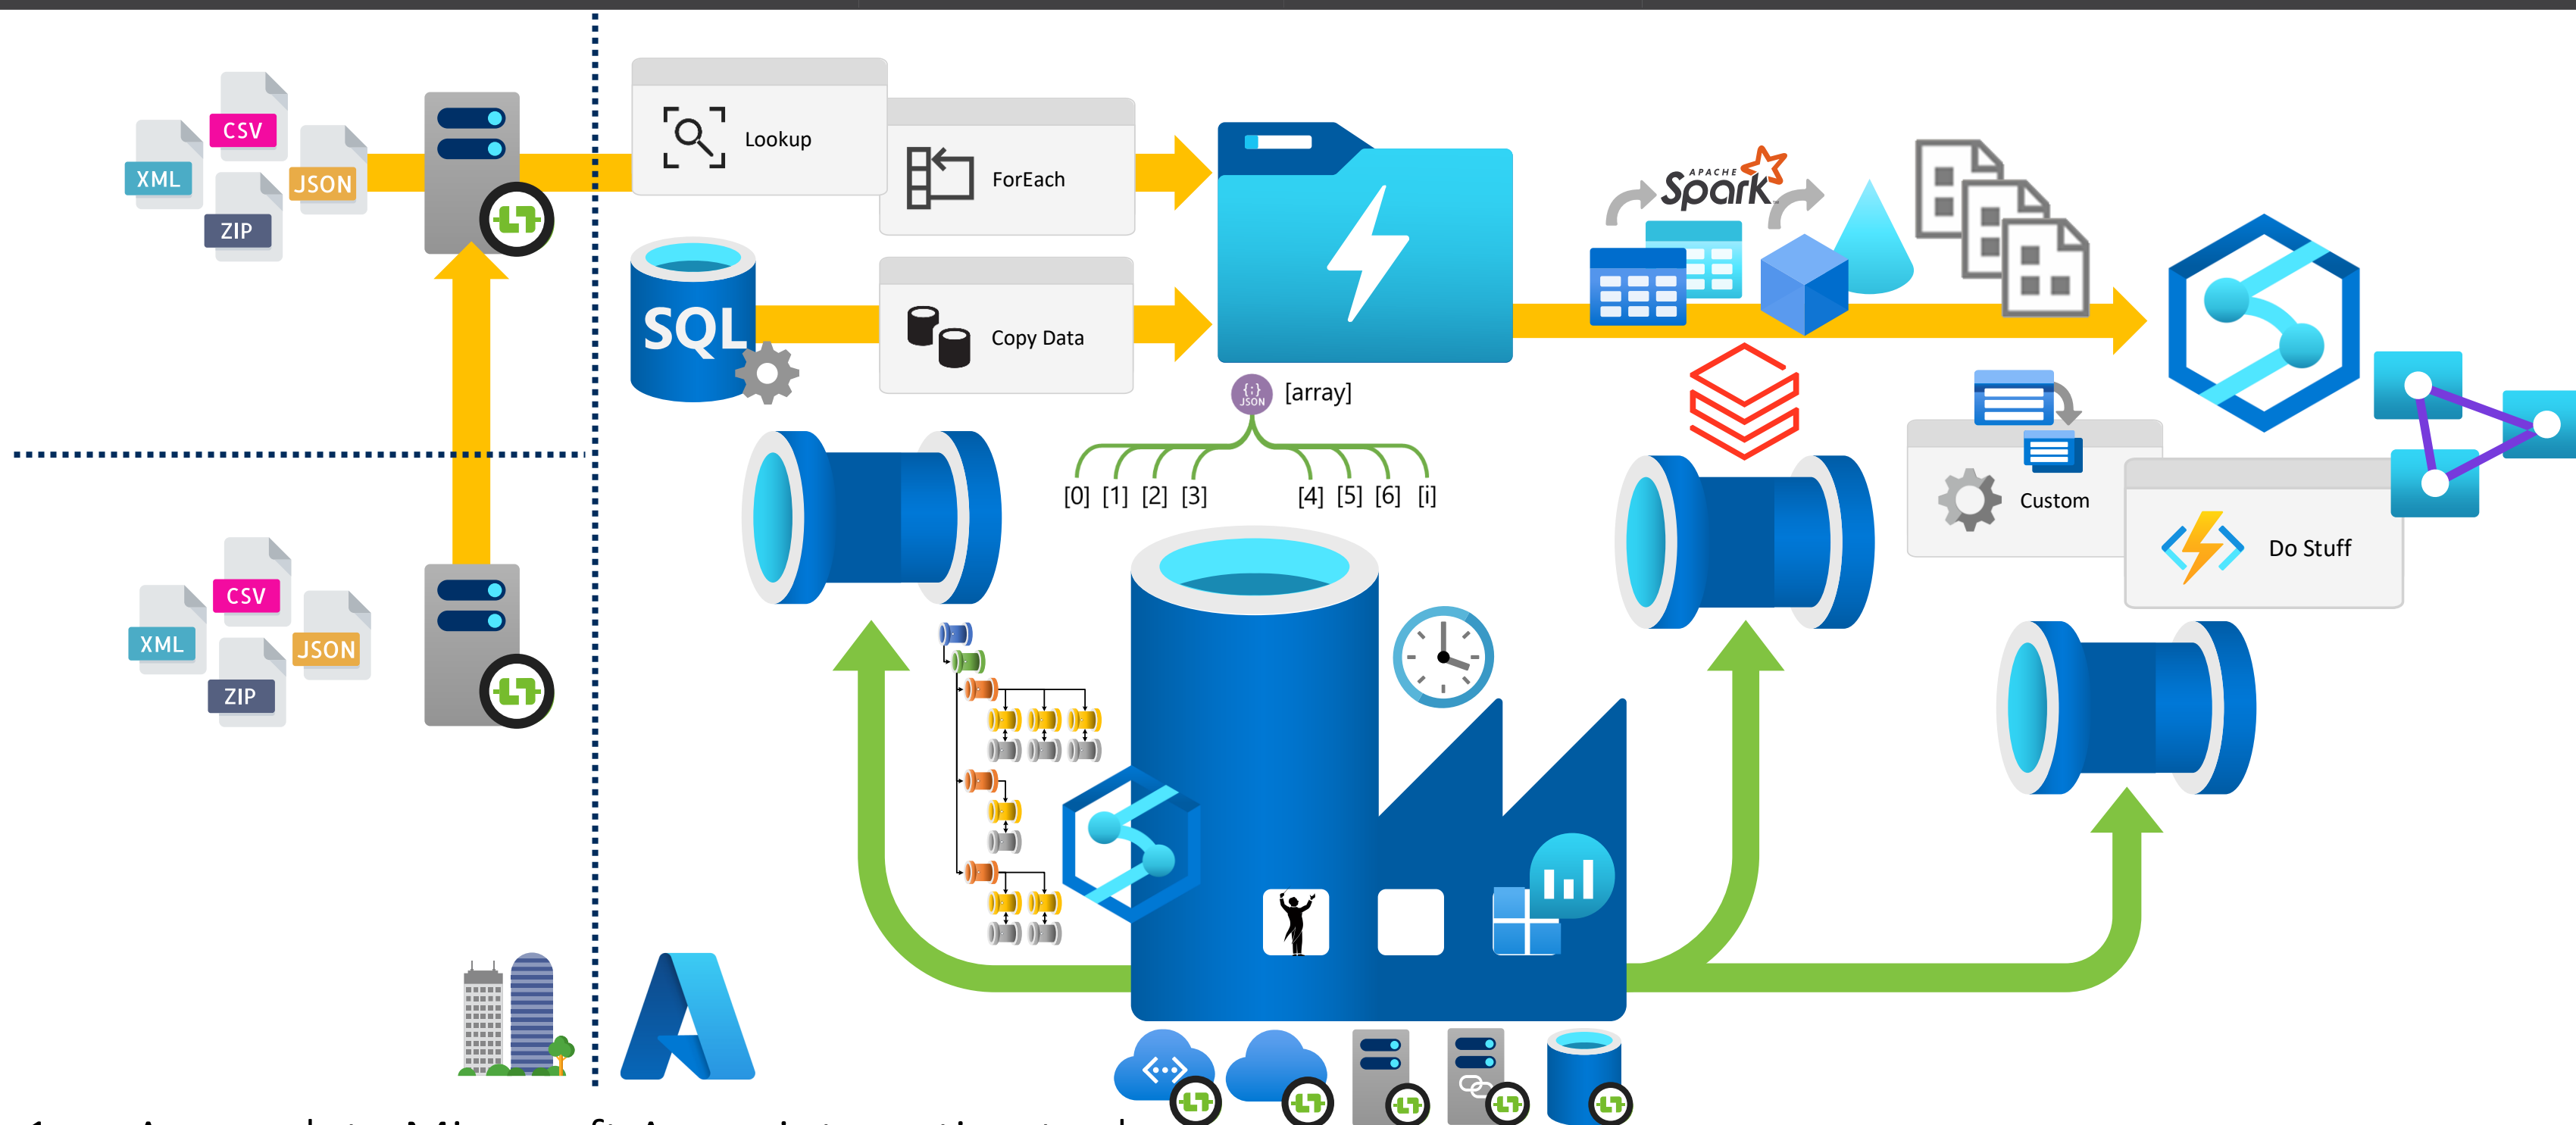 CSV
XML
JSON
ZIP
Lookup
ForEach
SQL
Copy Data
APACHE
Spark
{;}
JSON
[array]
[0] [1] [2] [3] [4] [5] [6] [i]
Custom
Do Stuff
CSV
XML
JSON
ZIP